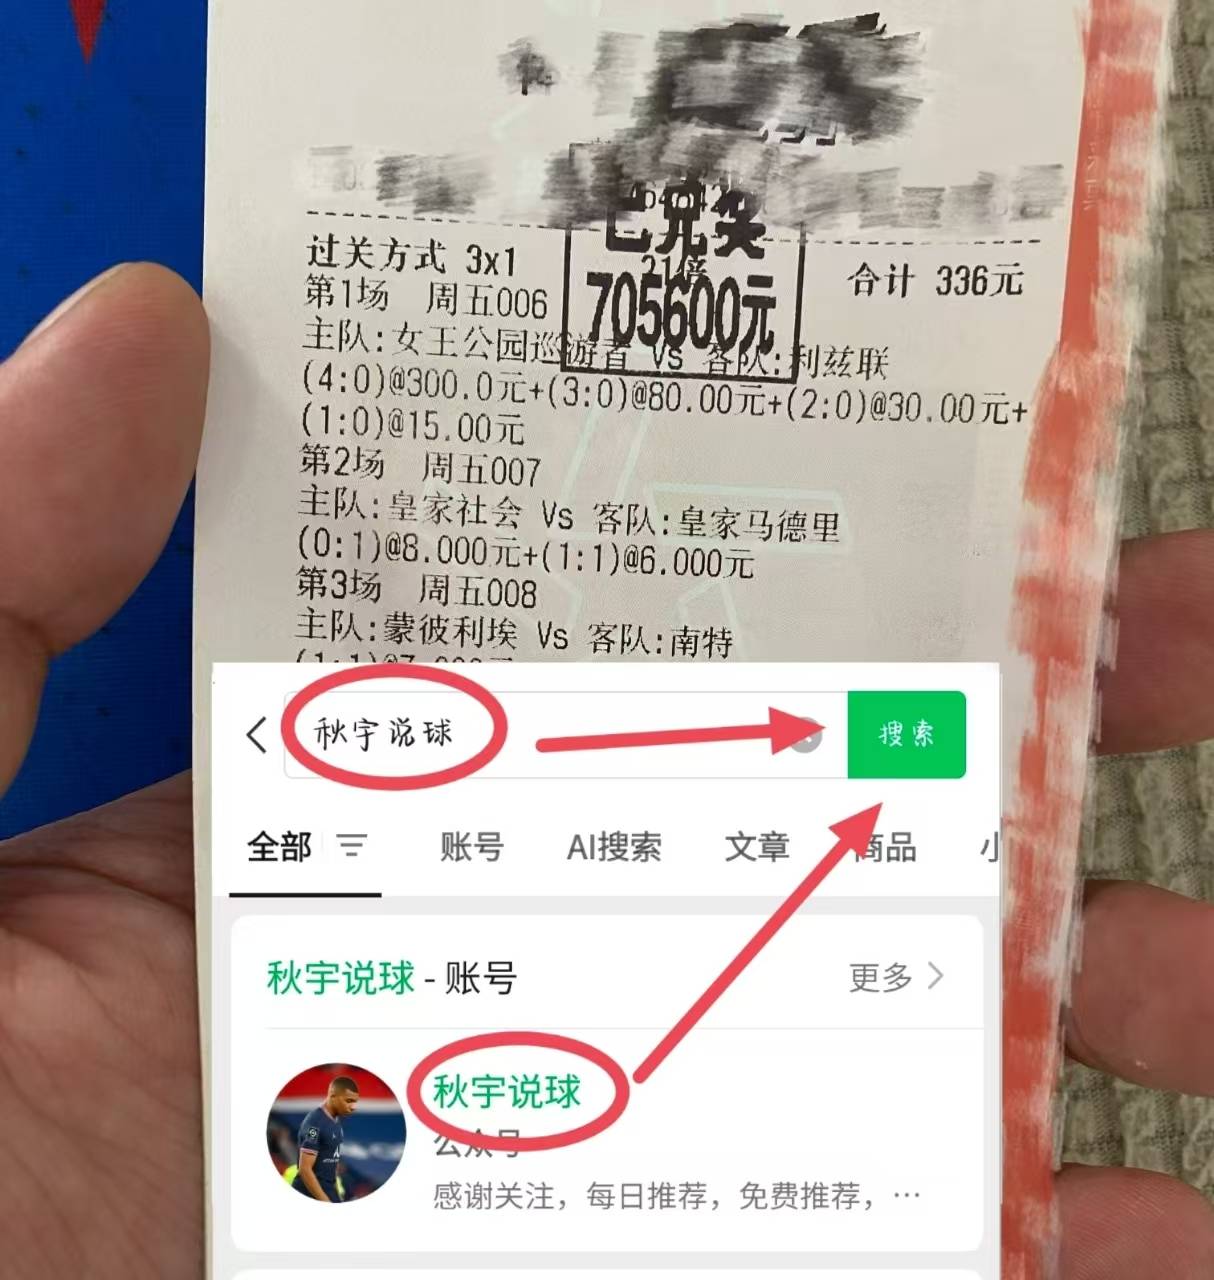 已兑奖
21倍
705600元
过关方式 3x1
合计 336元
第1场 周五006
主队:女王公园巡游者 Vs 客队:利兹联
(4:0)@300.0元+(3:0)@80.00元+(2:0)@30.00元+
(1:0)@15.00元
第2场 周五007
主队:皇家社会 Vs 客队:皇家马德里
(0:1)@8.000元+(1:1)@6.000元
第3场 周五008
主队:蒙彼利埃 Vs 客队:南特
秋宇说球
搜索
全部
账号
AI搜索
文章
商品
小
秋宇说球 - 账号
更多
秋宇说球
公众号
感谢关注，每日推荐，免费推荐，…